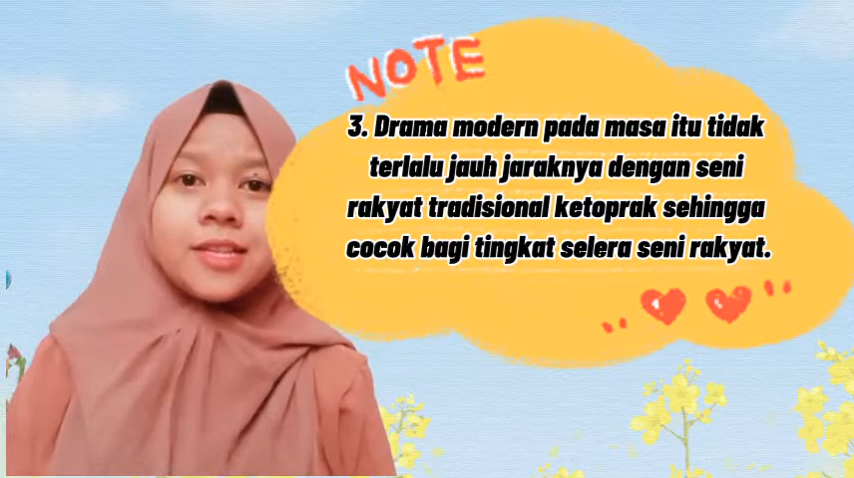 NOTE
3. Drama modern pada masa itu tidak
terlalu jauh jaraknya dengan seni
rakyat tradisional ketoprak sehingga
cocok bagi tingkat selera seni rakyat.